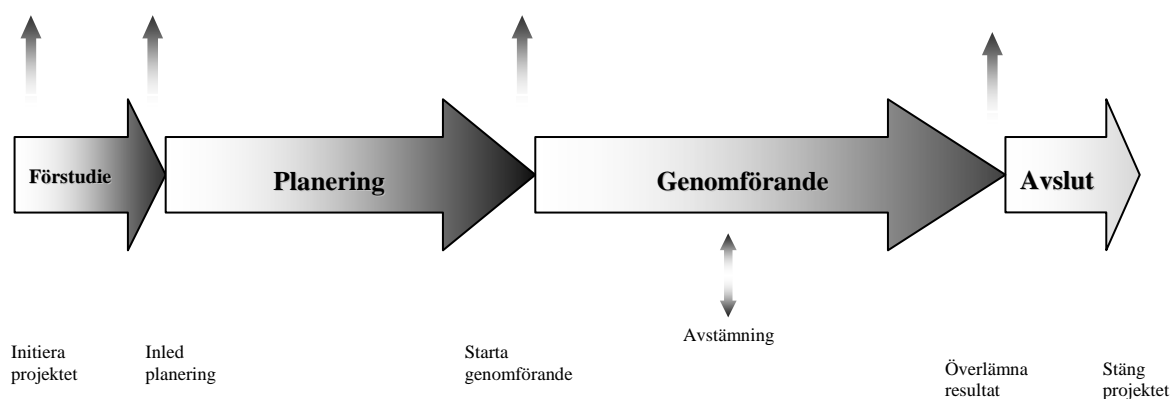 Förstudie
Planering
Genomförande
Avslut
Avstämning
Initiera
projektet
Inled
planering
Starta
genomförande
Överlämna
resultat
Stäng
projektet